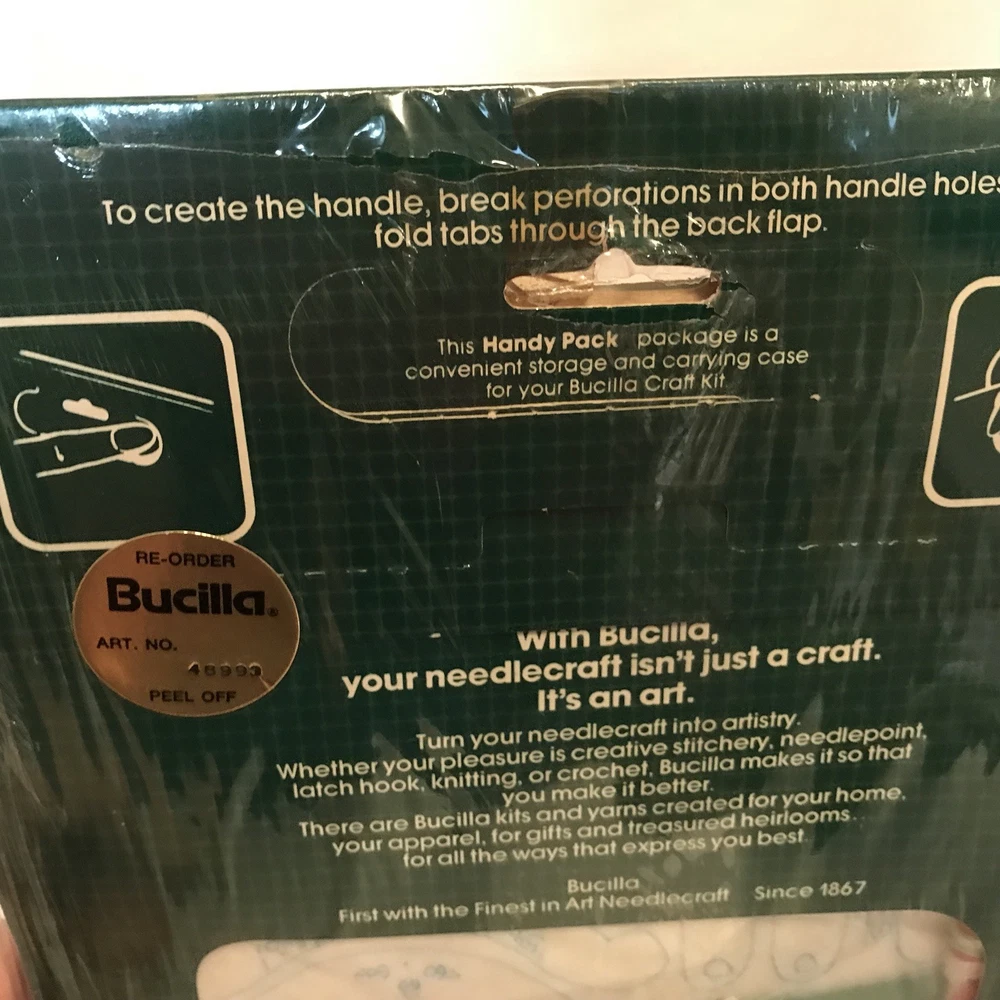 To create the handle, break perforations in both handle holes
fold tabs through the back flap.
This Handy Pack package is a
convenient storage and carrying case
for your Bucilla Craft Kit
RE-ORDER
Bucilla®
ART. NO.
46993
PEEL OFF
With Bucilla,
your needlecraft isn't just a craft.
It's an art.
Turn your needlecraft into artistry.
Whether your pleasure is creative stitchery, needlepoint,
latch hook, knitting, or crochet, Bucilla makes it so that
you make it better.
There are Bucilla kits and yarns created for your home,
your apparel, for gifts and treasured heirlooms...
for all the ways that express you best.
Bucilla
First with the Finest in Art Needlecraft Since 1867